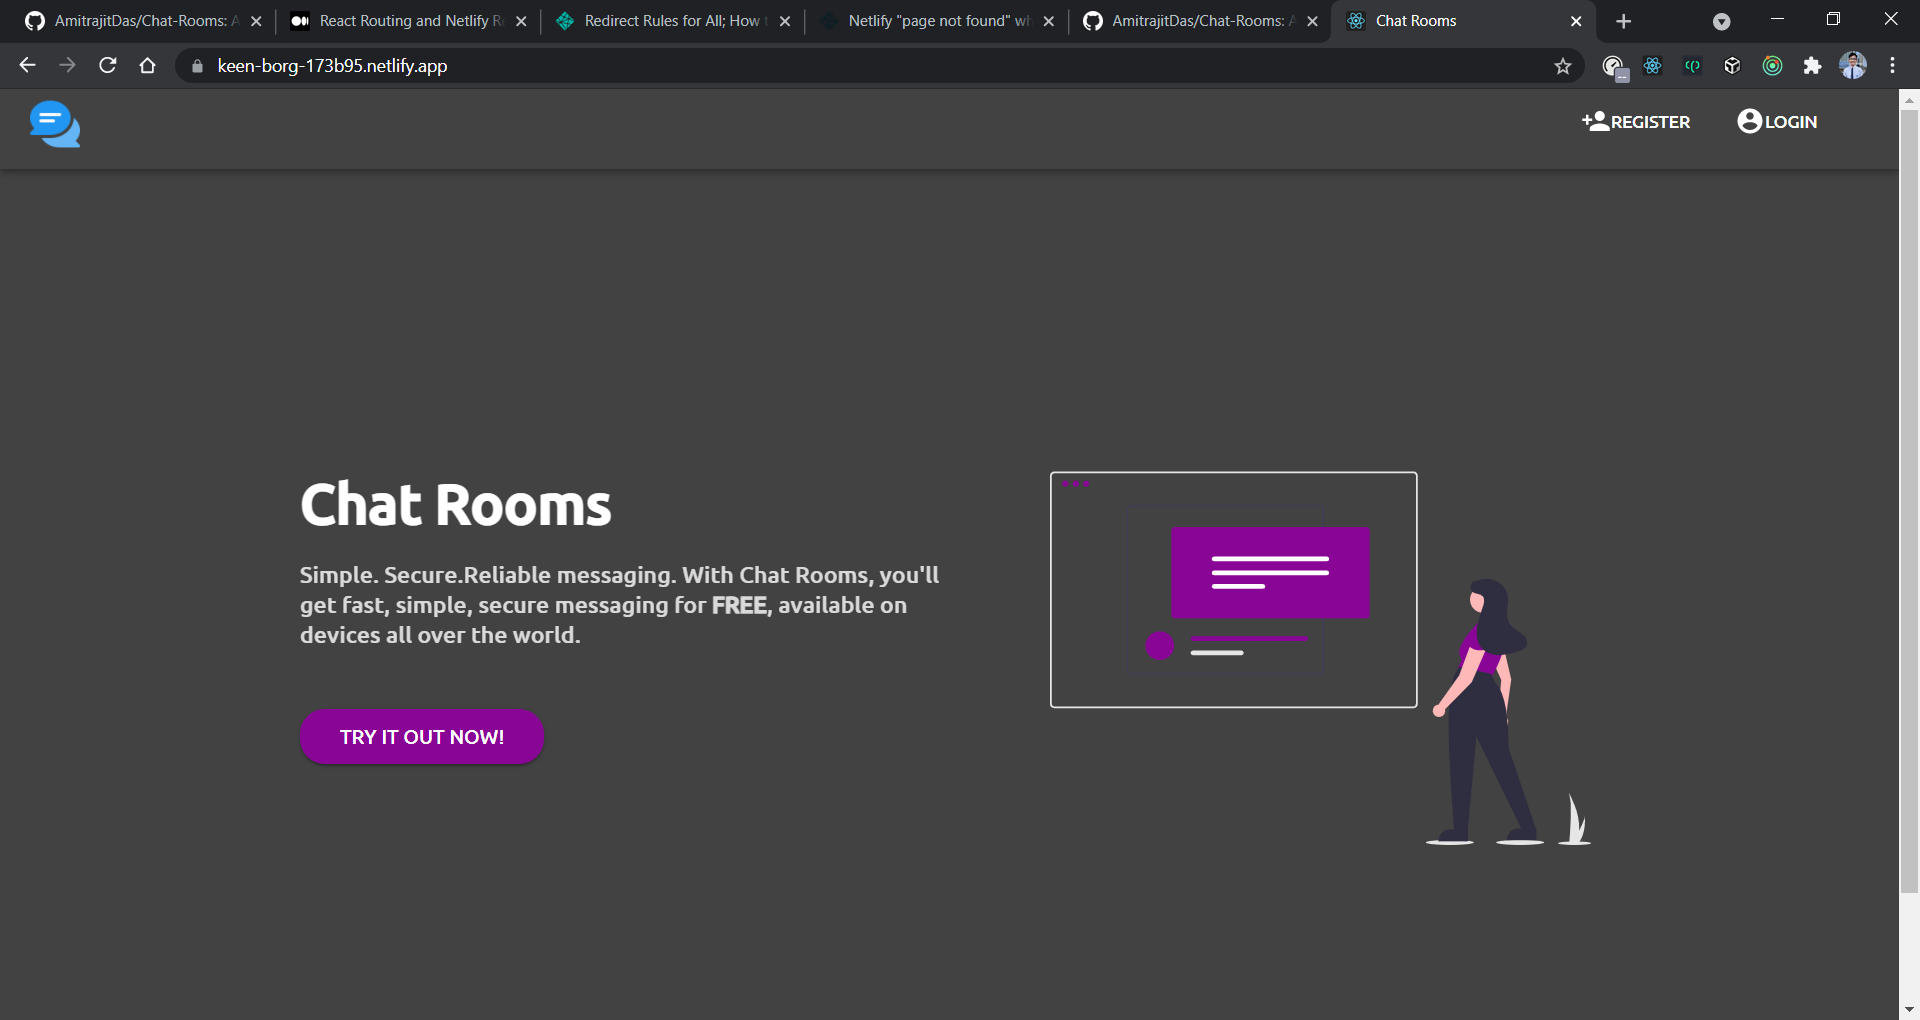 AmitrajitDas/Chat-Rooms: A
React Routing and Netlify Re
Redirect Rules for All; How t
Netlify "page not found" wh
AmitrajitDas/Chat-Rooms: A
Chat Rooms
keen-borg-173b95.netlify.app
REGISTER
LOGIN
Chat Rooms
Simple. Secure.Reliable messaging. With Chat Rooms, you'll
get fast, simple, secure messaging for FREE, available on
devices all over the world.
TRY IT OUT NOW!